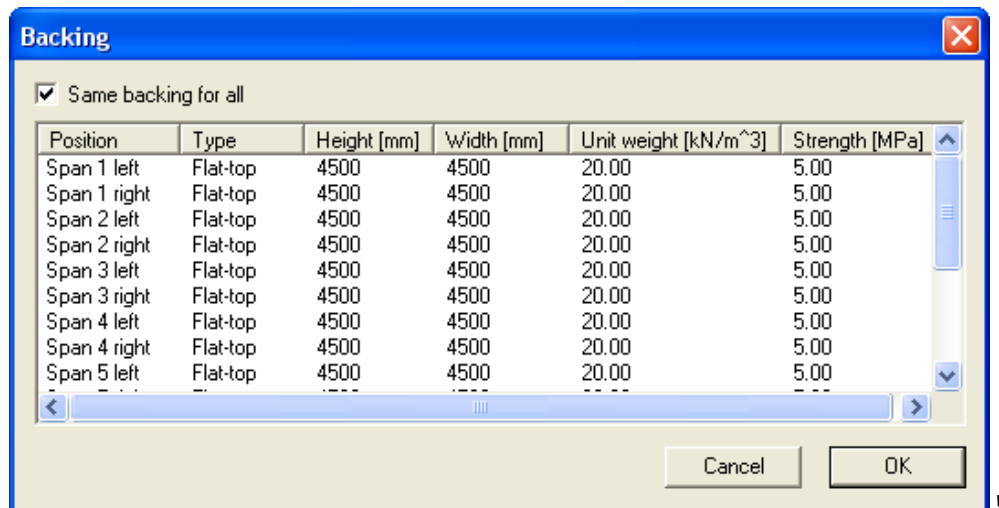 Backing
Same backing for all
Position Type Height [mm] Width [mm] Unit weight [kN/m^3] Strength [MPa]
Span 1 left Flat-top 4500 4500 20.00 5.00
Span 1 right Flat-top 4500 4500 20.00 5.00
Span 2 left Flat-top 4500 4500 20.00 5.00
Span 2 right Flat-top 4500 4500 20.00 5.00
Span 3 left Flat-top 4500 4500 20.00 5.00
Span 3 right Flat-top 4500 4500 20.00 5.00
Span 4 left Flat-top 4500 4500 20.00 5.00
Span 4 right Flat-top 4500 4500 20.00 5.00
Span 5 left Flat-top 4500 4500 20.00 5.00
Cancel OK